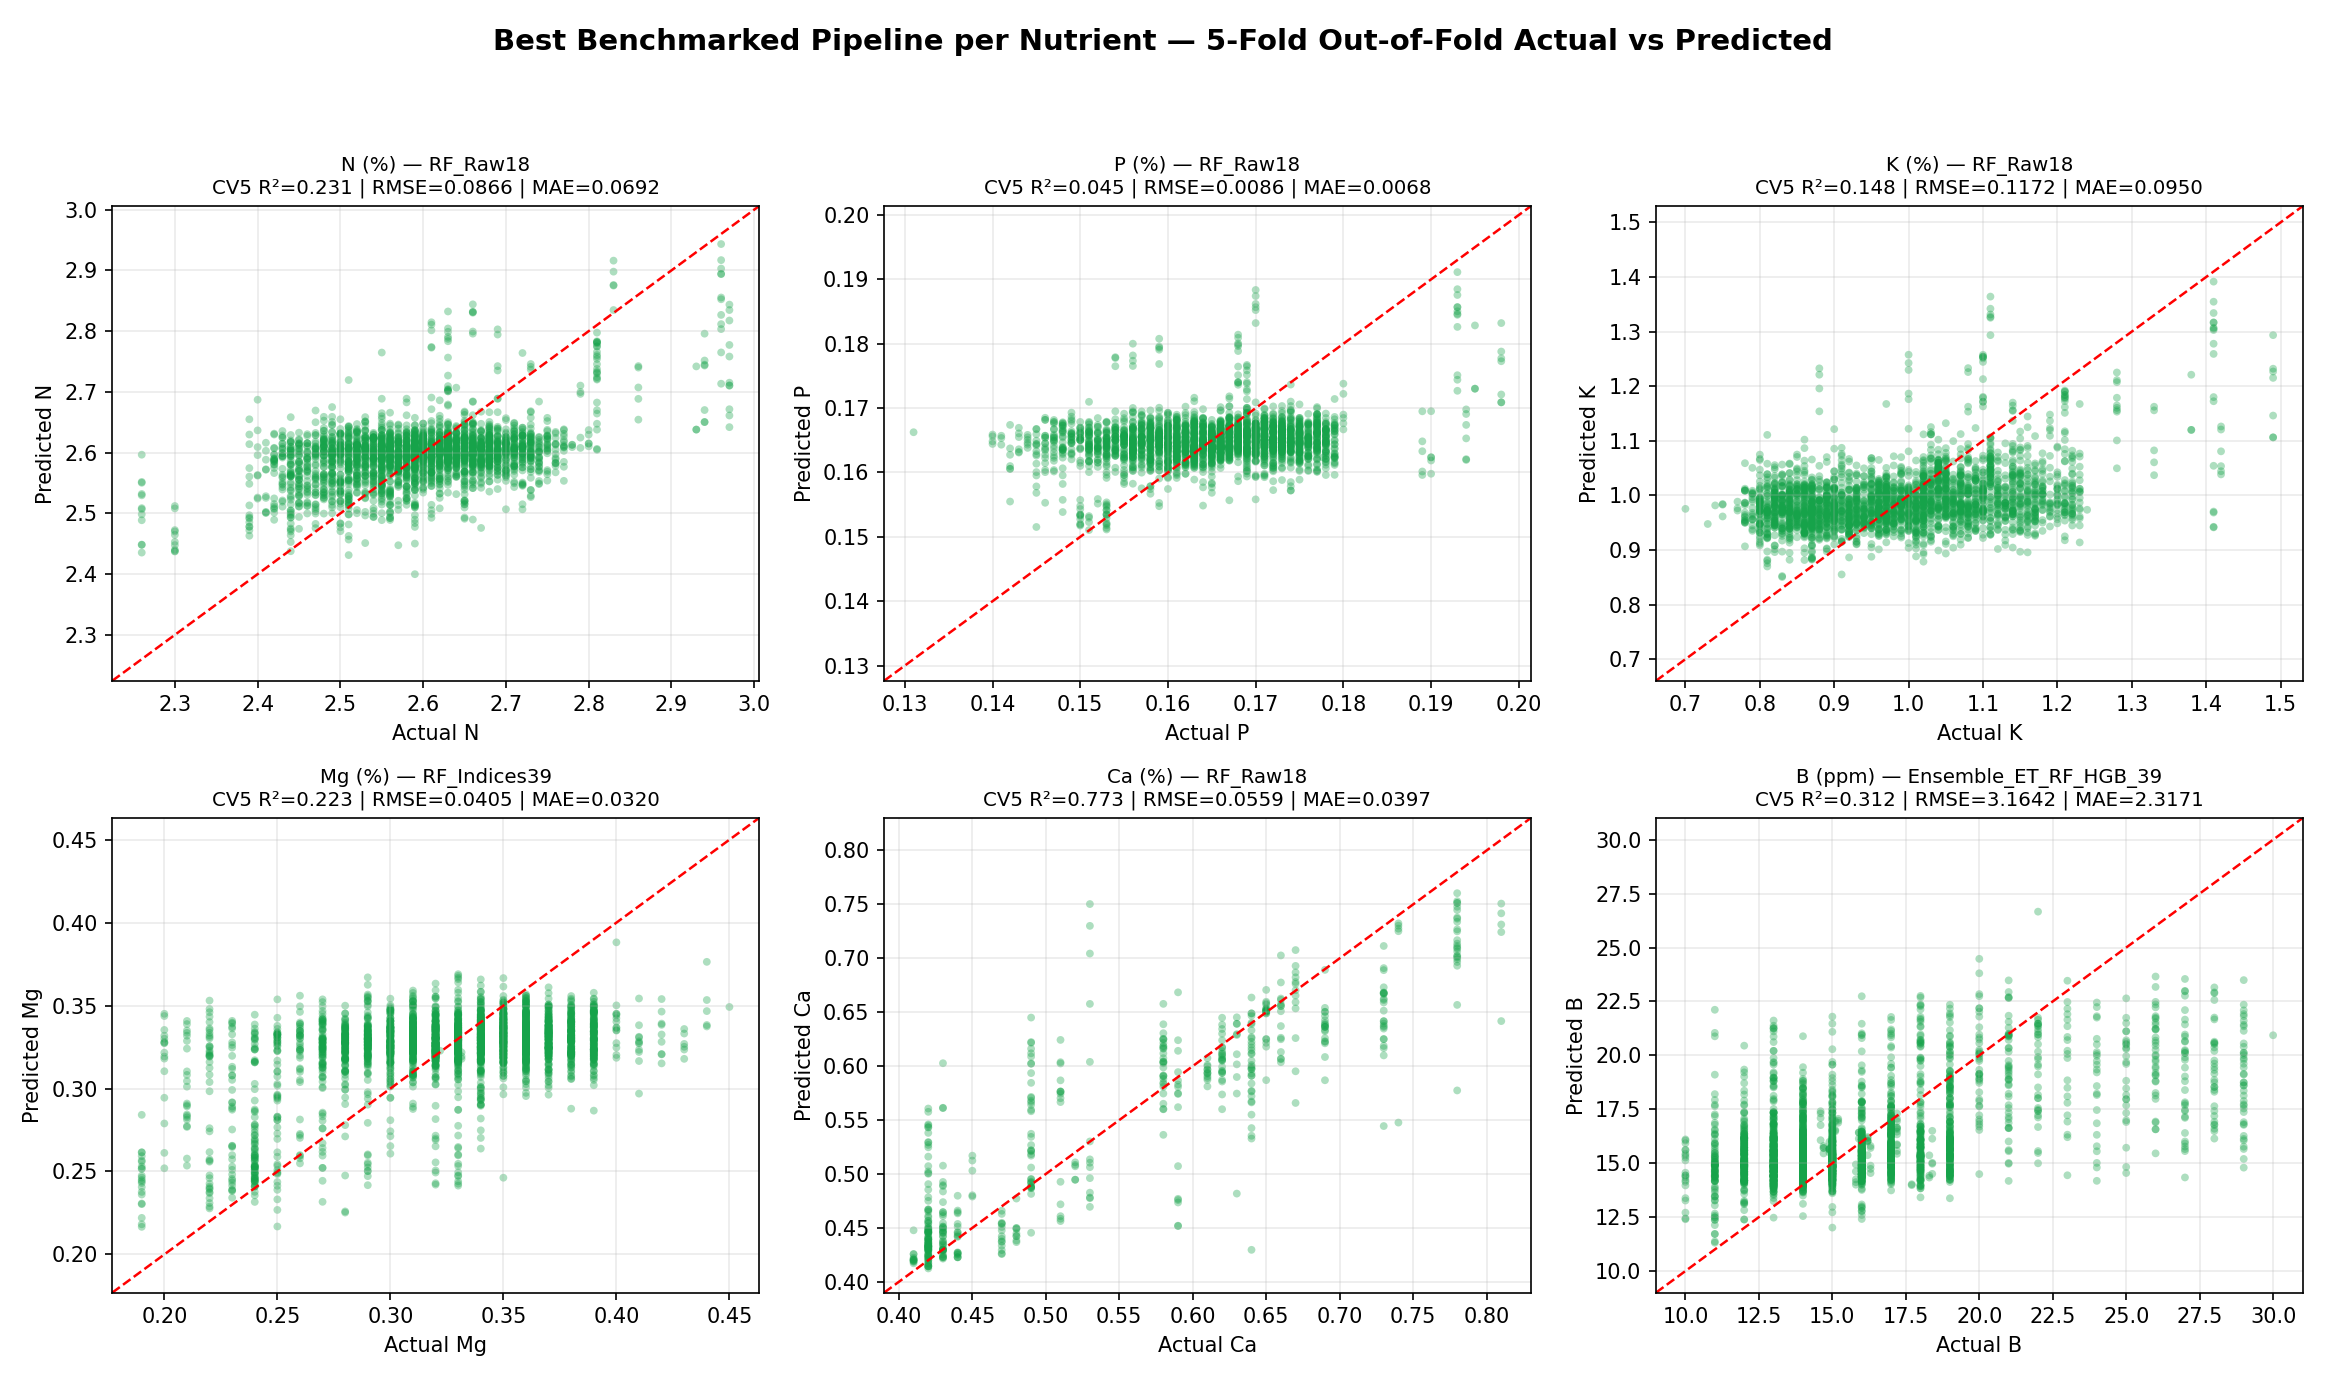 Best Benchmarked Pipeline per Nutrient — 5-Fold Out-of-Fold Actual vs Predicted
N (%) — RF_Raw18
CV5 R²=0.231 | RMSE=0.0866 | MAE=0.0692
3.0
2.9
2.8
2.7
2.6
2.5
2.4
2.3
Predicted N
2.3 2.4 2.5 2.6 2.7 2.8 2.9 3.0
Actual N
P (%) — RF_Raw18
CV5 R²=0.045 | RMSE=0.0086 | MAE=0.0068
0.20
0.19
0.18
0.17
0.16
0.15
0.14
0.13
Predicted P
0.13 0.14 0.15 0.16 0.17 0.18 0.19 0.20
Actual P
K (%) — RF_Raw18
CV5 R²=0.148 | RMSE=0.1172 | MAE=0.0950
1.5
1.4
1.3
1.2
1.1
1.0
0.9
0.8
0.7
Predicted K
0.7 0.8 0.9 1.0 1.1 1.2 1.3 1.4 1.5
Actual K
Mg (%) — RF_Indices39
CV5 R²=0.223 | RMSE=0.0405 | MAE=0.0320
0.45
0.40
0.35
0.30
0.25
0.20
Predicted Mg
0.20 0.25 0.30 0.35 0.40 0.45
Actual Mg
Ca (%) — RF_Raw18
CV5 R²=0.773 | RMSE=0.0559 | MAE=0.0397
0.80
0.75
0.70
0.65
0.60
0.55
0.50
0.45
0.40
Predicted Ca
0.40 0.45 0.50 0.55 0.60 0.65 0.70 0.75 0.80
Actual Ca
B (ppm) — Ensemble_ET_RF_HGB_39
CV5 R²=0.312 | RMSE=3.1642 | MAE=2.3171
30.0
27.5
25.0
22.5
20.0
17.5
15.0
12.5
10.0
Predicted B
10.0 12.5 15.0 17.5 20.0 22.5 25.0 27.5 30.0
Actual B